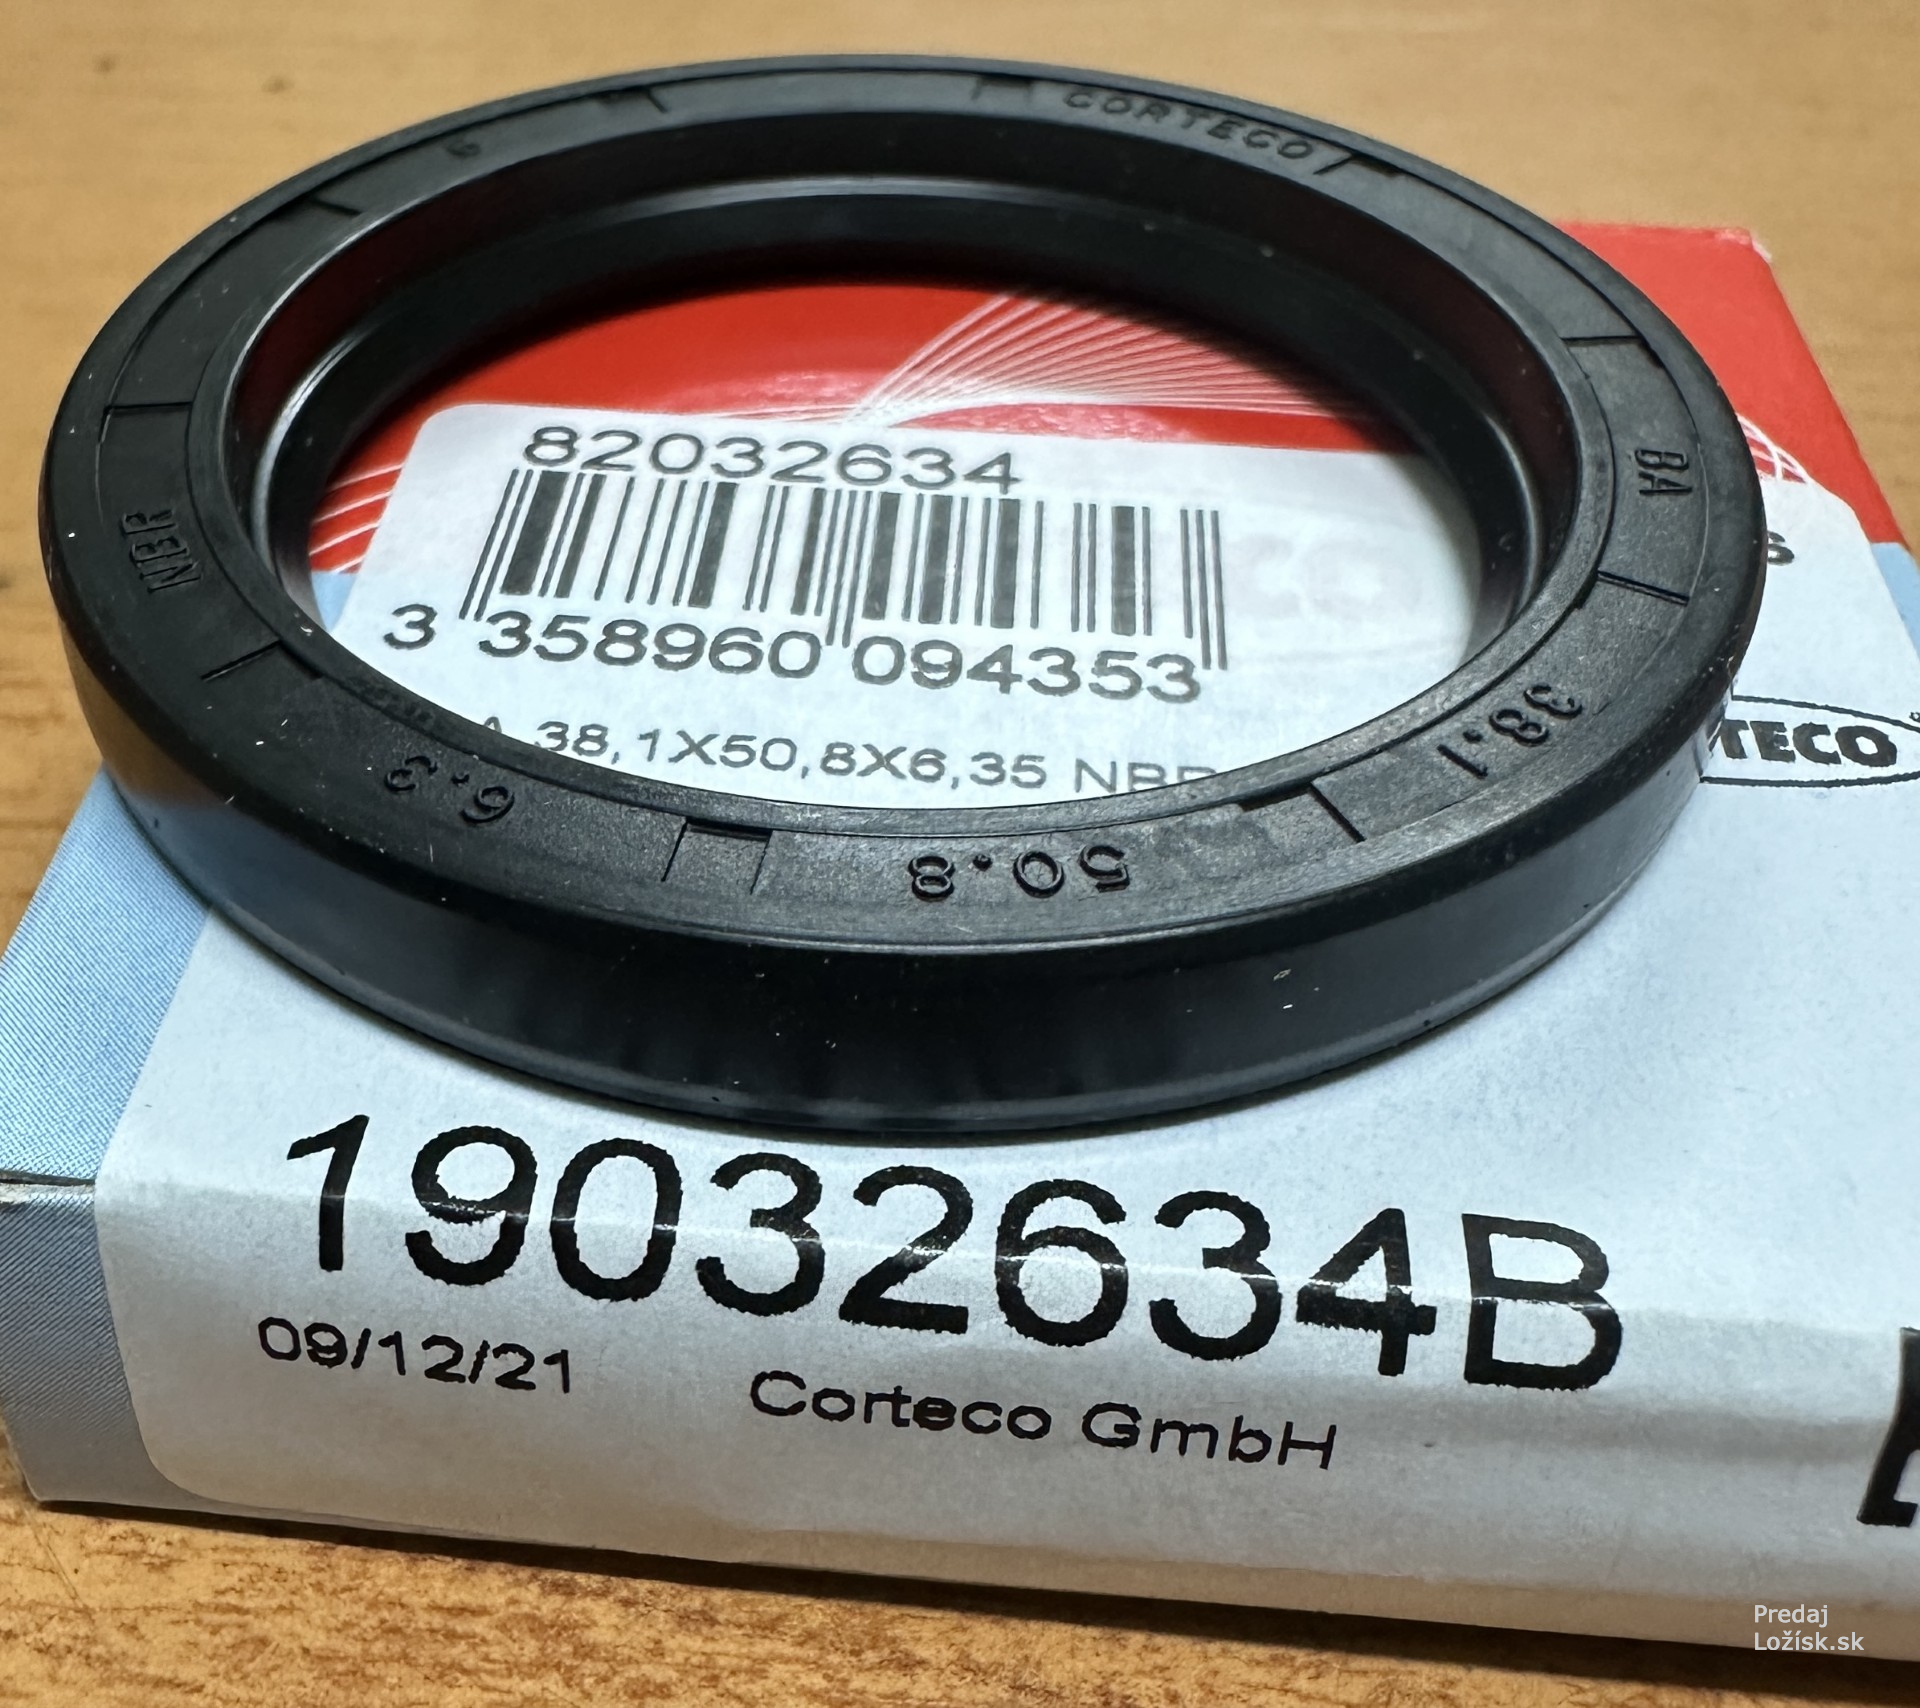 CORTECO
BA
NBR
38.1
50.8
6.3
82032634
3 358960 094353
A 38,1X50,8X6,35 NBR
TECO
19032634B
09/12/21
Corteco GmbH
Predaj
Ložísk.sk